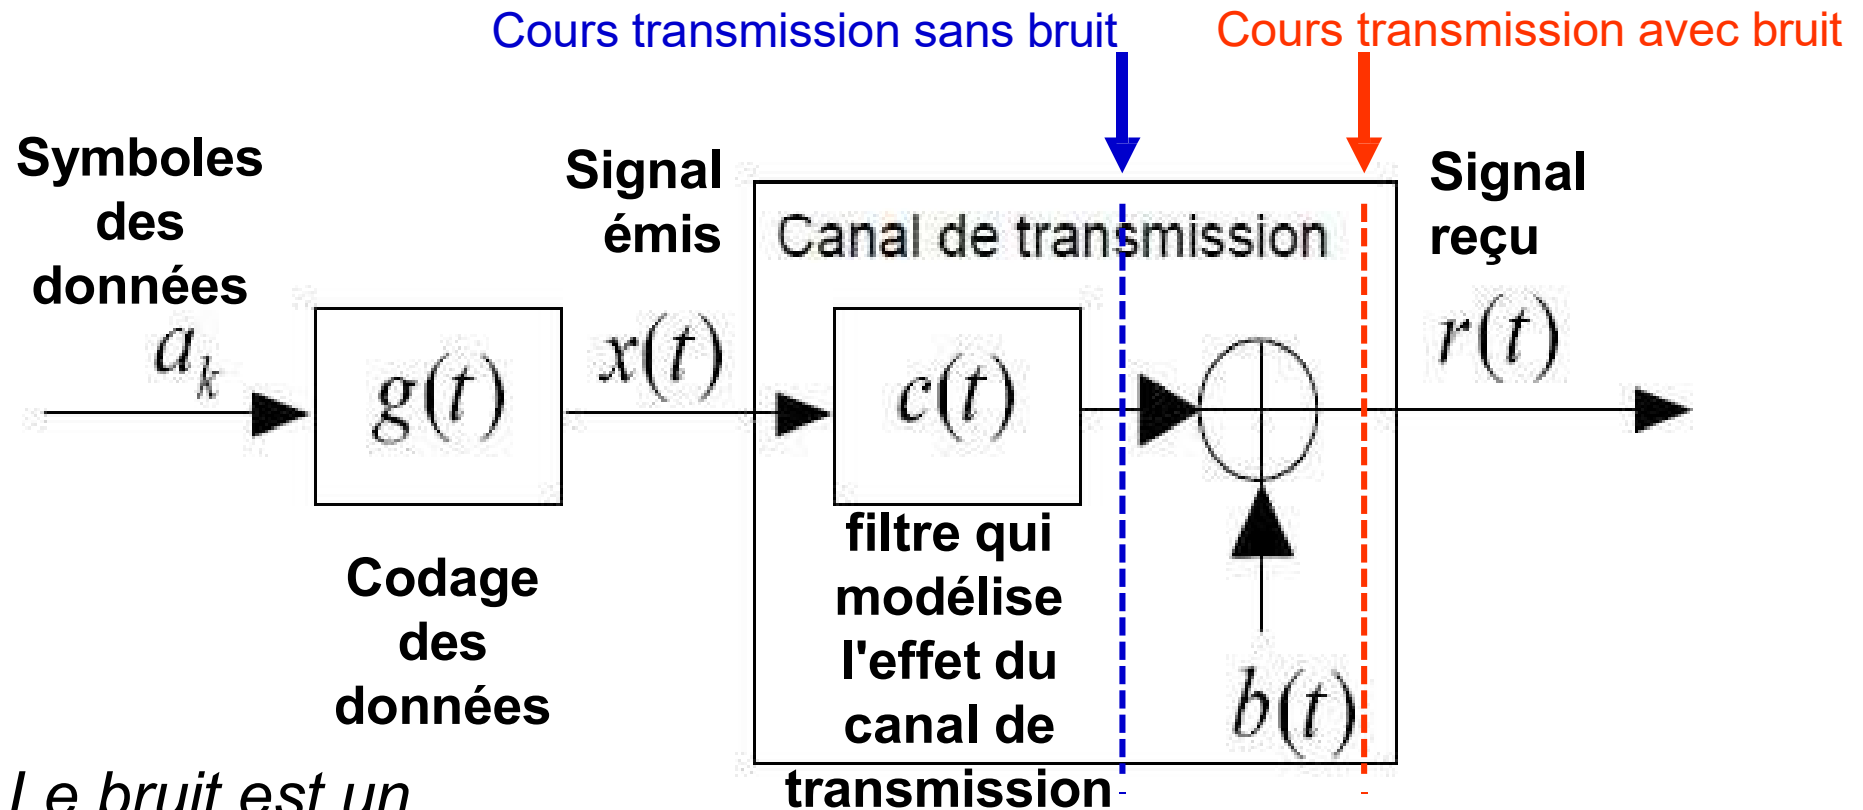 Cours transmission sans bruit
Cours transmission avec bruit
Symboles
des
données
Signal
émis
Canal de transmission
Signal
reçu
a_k
g(t)
x(t)
c(t)
r(t)
Codage
des
données
filtre qui
modélise
l'effet du
canal de
transmission
b(t)
Le bruit est un